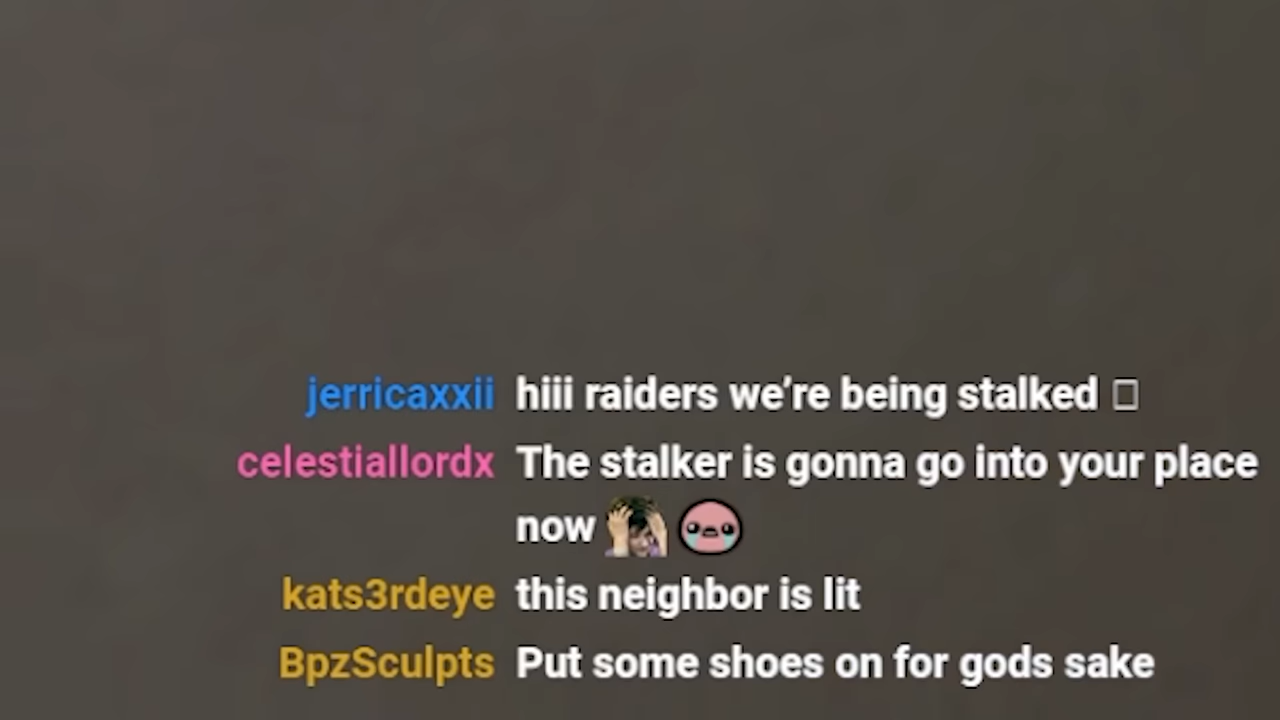 jerricaxxii hiii raiders we’re being stalked
celestiallordx The stalker is gonna go into your place
now
kats3rdeye this neighbor is lit
BpzSculpts Put some shoes on for gods sake